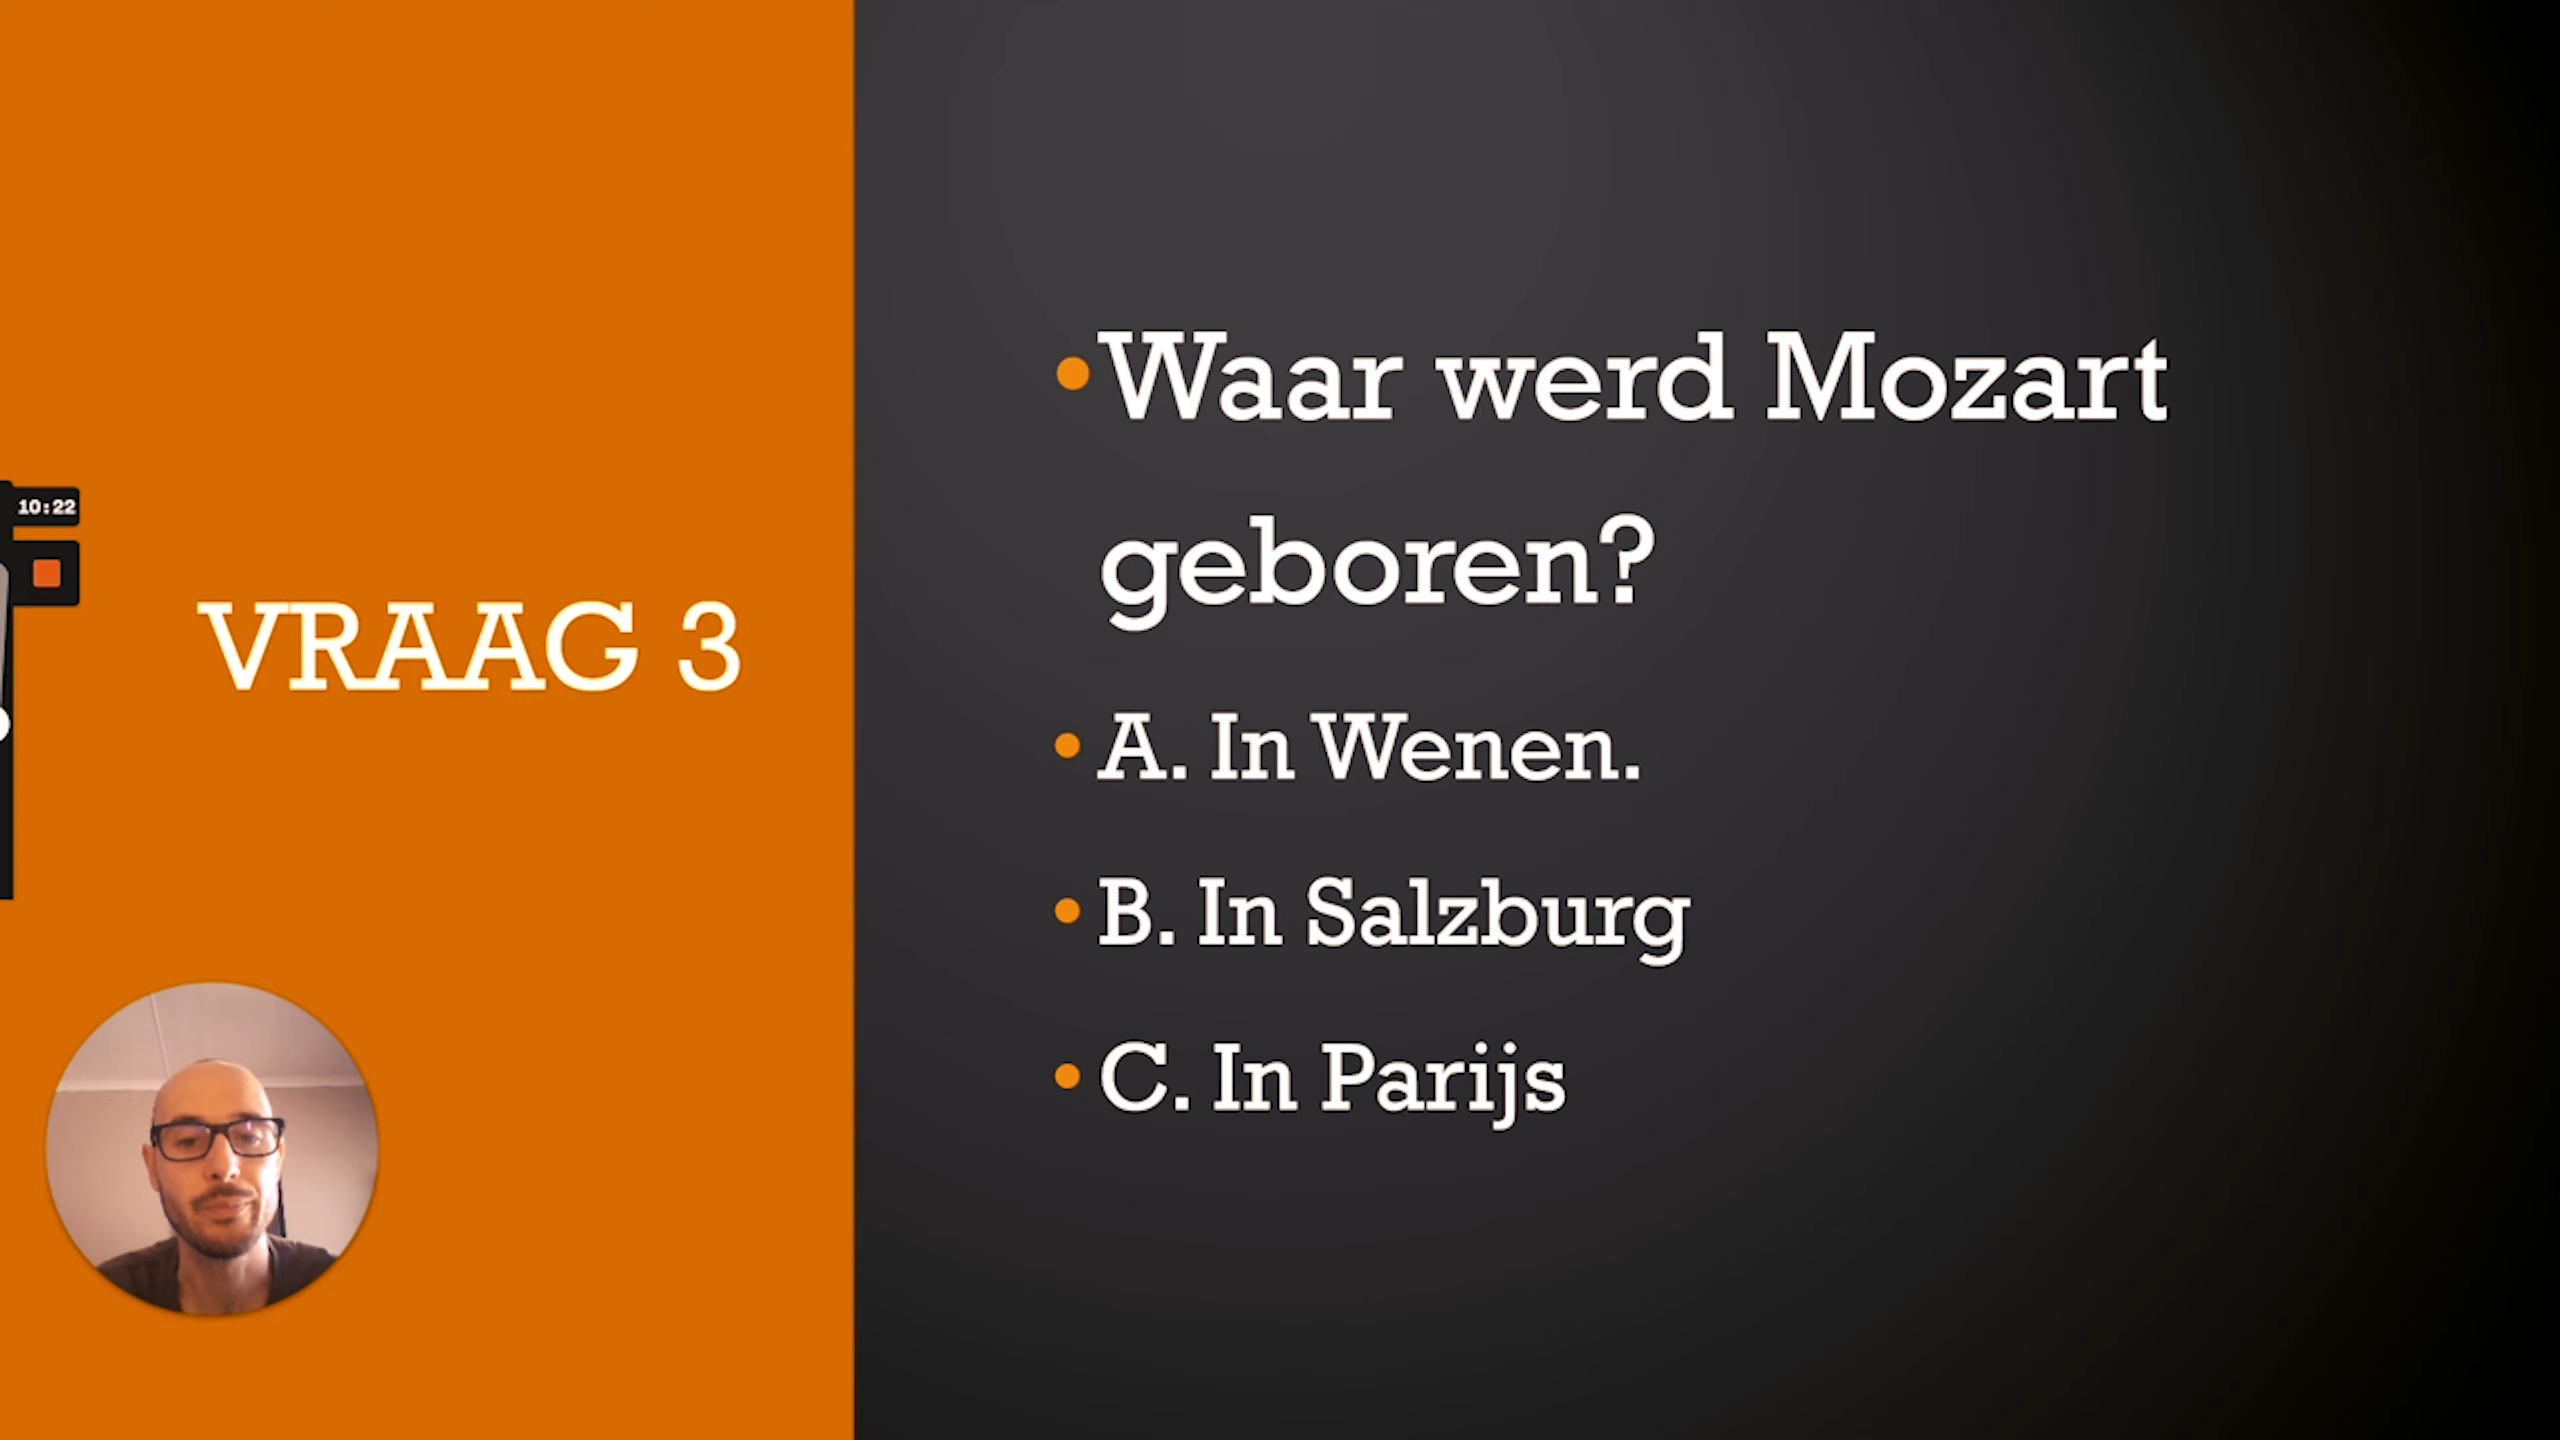 10:22
VRAAG 3
•Waar werd Mozart
geboren?
•A. In Wenen.
•B. In Salzburg
•C. In Parijs